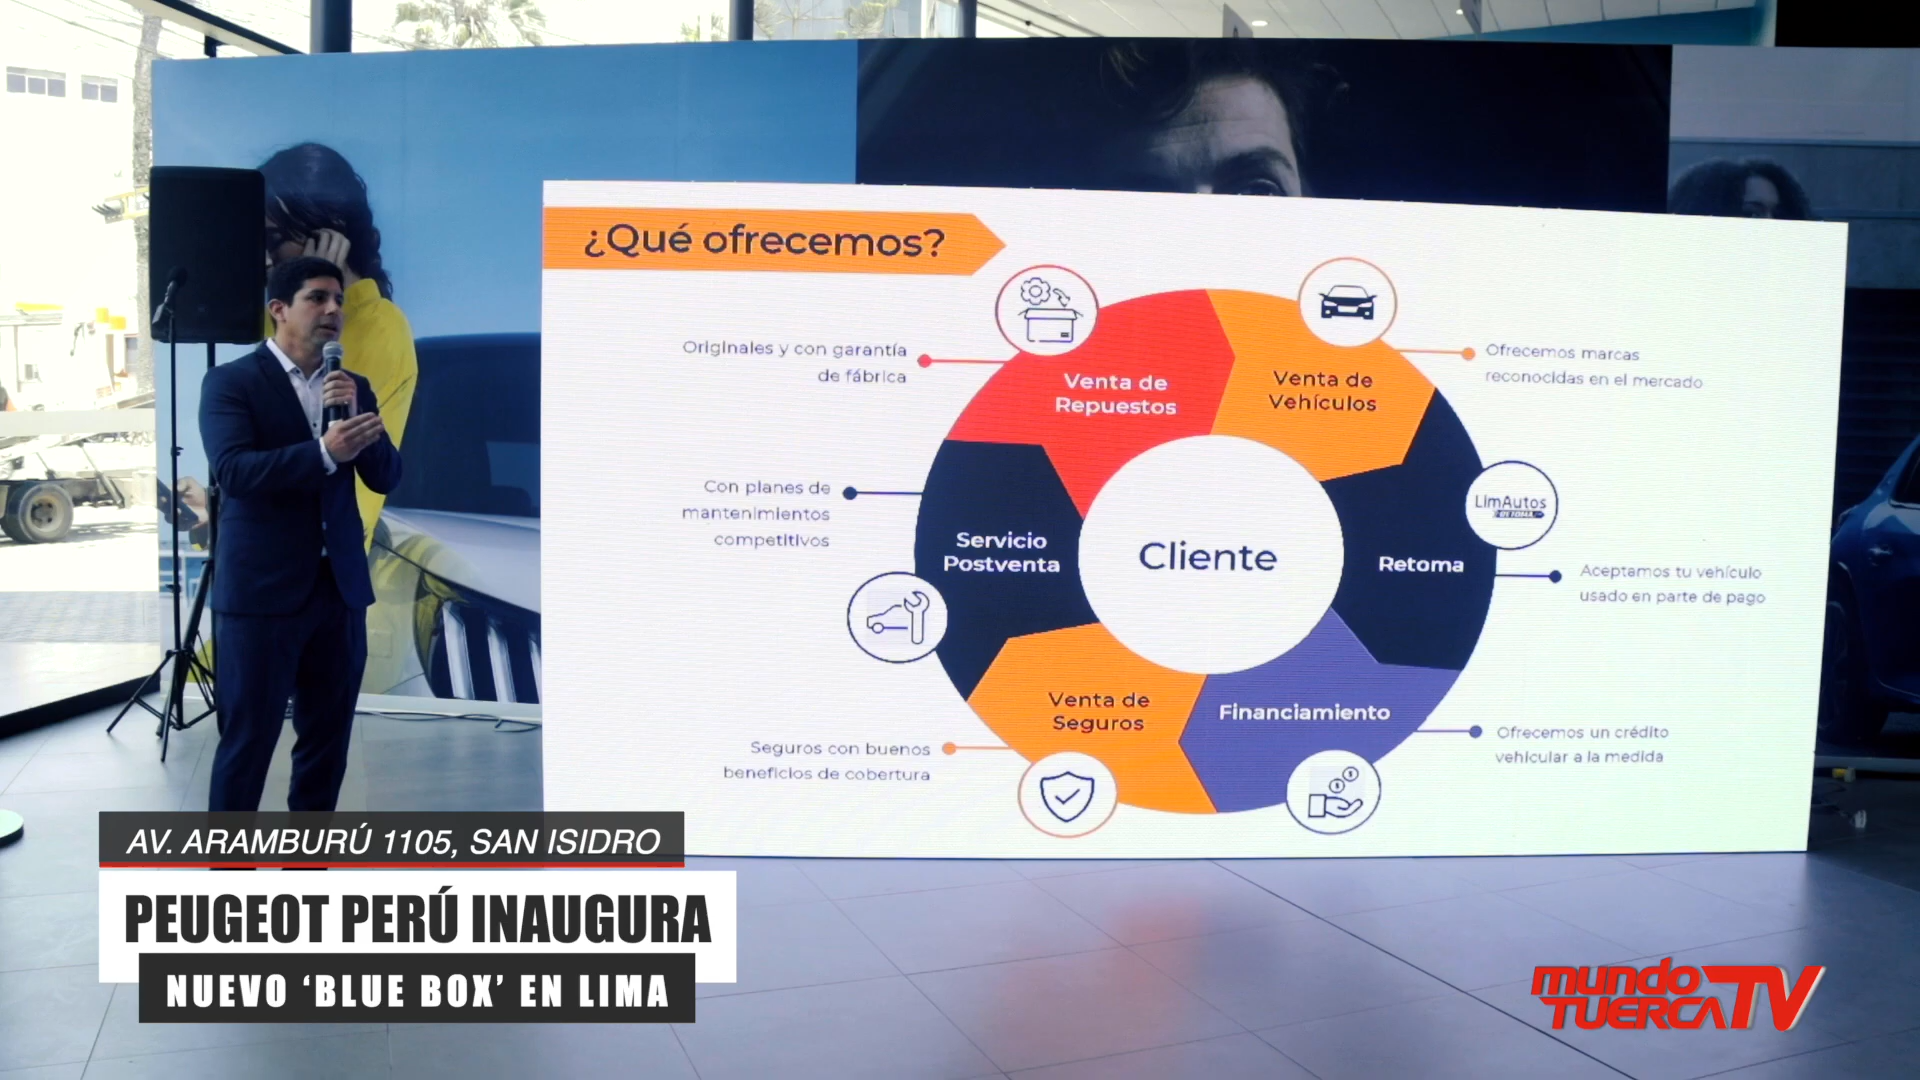 ¿Qué ofrecemos?
Originales y con garantía
de fábrica
Venta de
Repuestos
Venta de
Vehículos
Ofrecemos marcas
reconocidas en el mercado
Con planes de
mantenimientos
competitivos
Servicio
Postventa
Cliente
Retoma
LimAutos
RETOMA
Aceptamos tu vehículo
usado en parte de pago
Venta de
Seguros
Seguros con buenos
beneficios de cobertura
Financiamiento
Ofrecemos un crédito
vehicular a la medida
AV. ARAMBURÚ 1105, SAN ISIDRO
PEUGEOT PERÚ INAUGURA
NUEVO ‘BLUE BOX’ EN LIMA
mundo
TUERCA TV